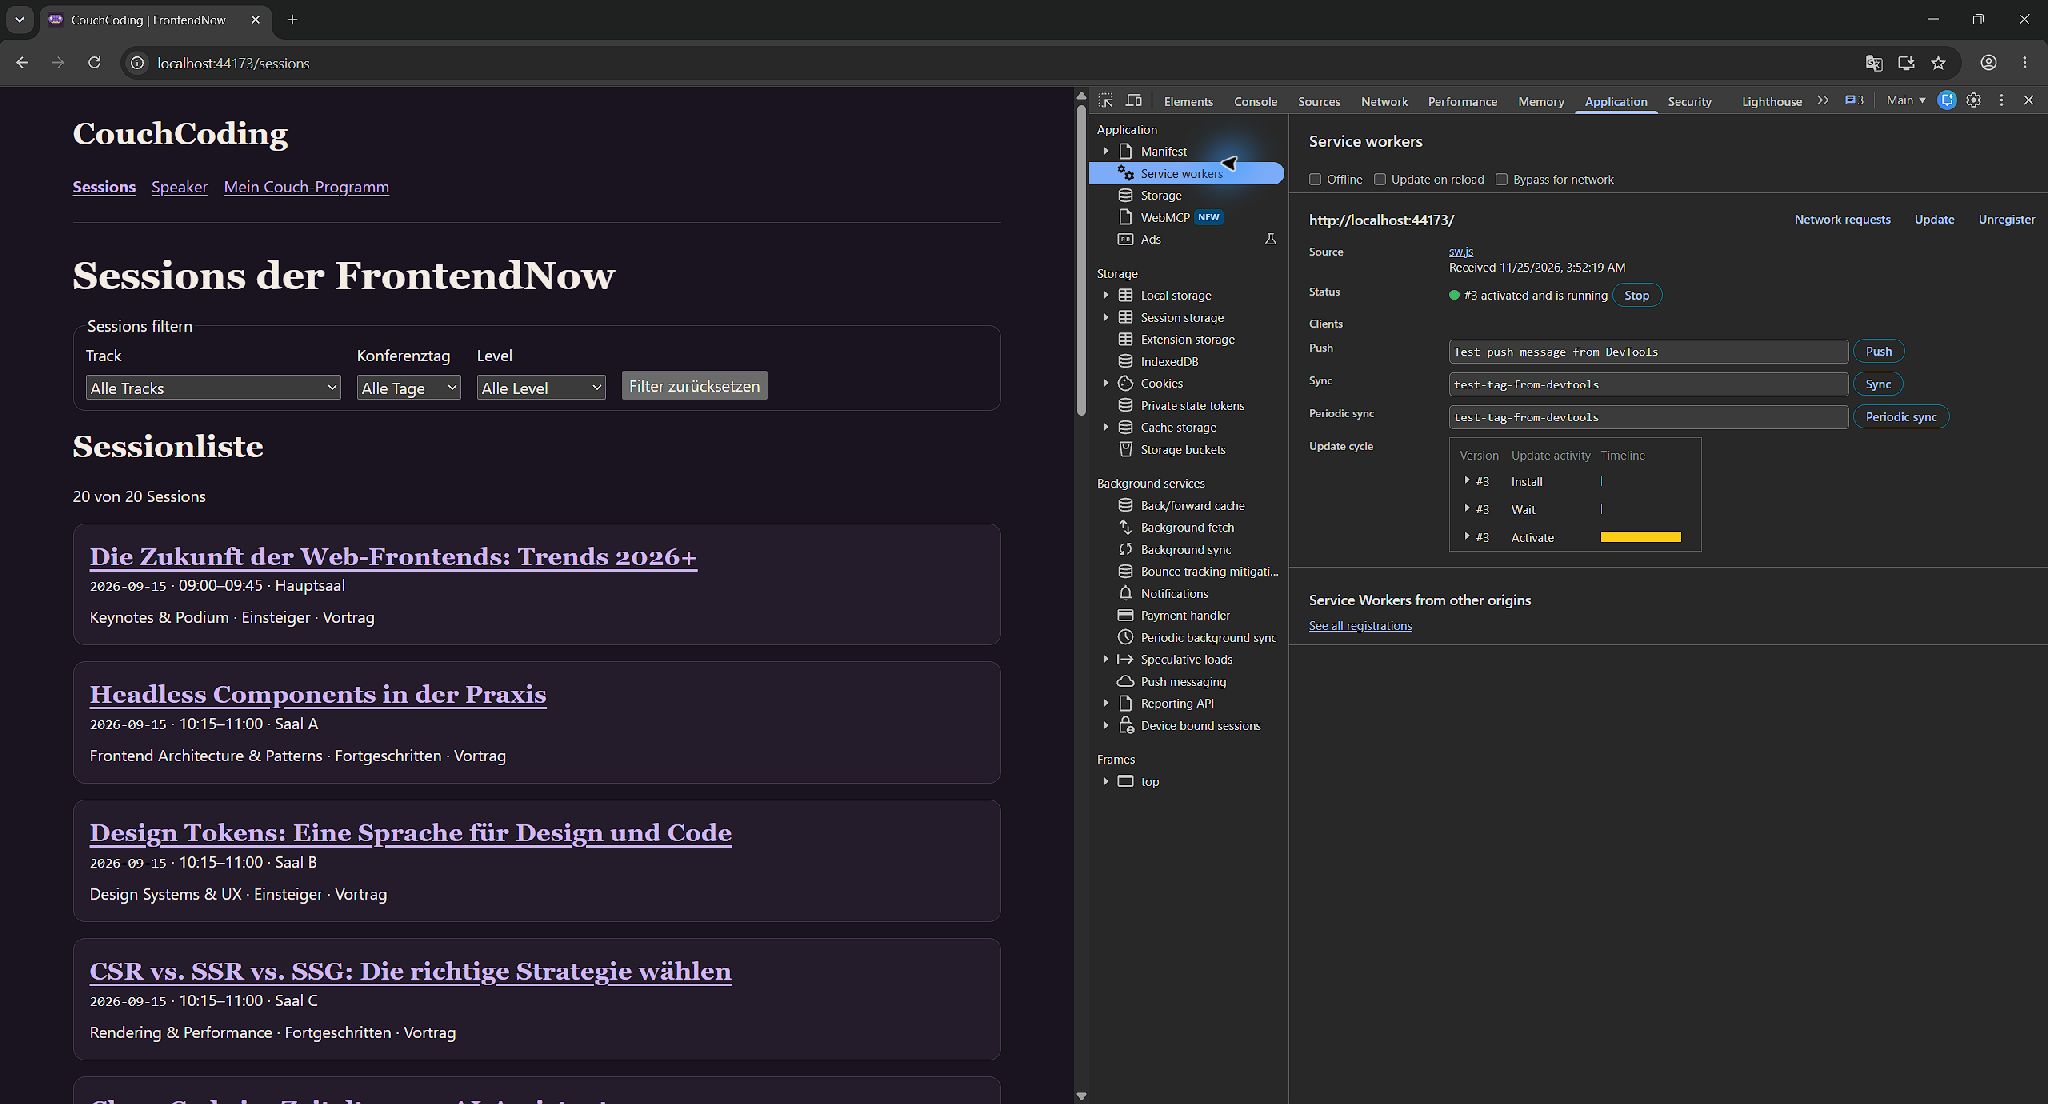 CouchCoding | FrontendNow
localhost:44173/sessions
CouchCoding
Sessions Speaker Mein Couch-Programm
Sessions der FrontendNow
Sessions filtern
Track Konferenztag Level
Alle Tracks Alle Tage Alle Level Filter zurücksetzen
Sessionliste
20 von 20 Sessions
Die Zukunft der Web-Frontends: Trends 2026+
2026-09-15 · 09:00–09:45 · Hauptsaal
Keynotes & Podium · Einsteiger · Vortrag
Headless Components in der Praxis
2026-09-15 · 10:15–11:00 · Saal A
Frontend Architecture & Patterns · Fortgeschritten · Vortrag
Design Tokens: Eine Sprache für Design und Code
2026-09-15 · 10:15–11:00 · Saal B
Design Systems & UX · Einsteiger · Vortrag
CSR vs. SSR vs. SSG: Die richtige Strategie wählen
2026-09-15 · 10:15–11:00 · Saal C
Rendering & Performance · Fortgeschritten · Vortrag
Elements Console Sources Network Performance Memory Application Security Lighthouse 3 Main
Application
Manifest
Service workers
Storage
WebMCP NEW
Ads
Storage
Local storage
Session storage
Extension storage
IndexedDB
Cookies
Private state tokens
Cache storage
Storage buckets
Background services
Back/forward cache
Background fetch
Background sync
Bounce tracking mitigati...
Notifications
Payment handler
Periodic background sync
Speculative loads
Push messaging
Reporting API
Device bound sessions
Frames
top
Service workers
Offline Update on reload Bypass for network
http://localhost:44173/ Network requests Update Unregister
Source sw.js
Received 11/25/2026, 3:52:19 AM
Status #3 activated and is running Stop
Clients
Push Test push message from DevTools Push
Sync test-tag-from-devtools Sync
Periodic sync test-tag-from-devtools Periodic sync
Update cycle
Version Update activity Timeline
#3 Install
#3 Wait
#3 Activate
Service Workers from other origins
See all registrations